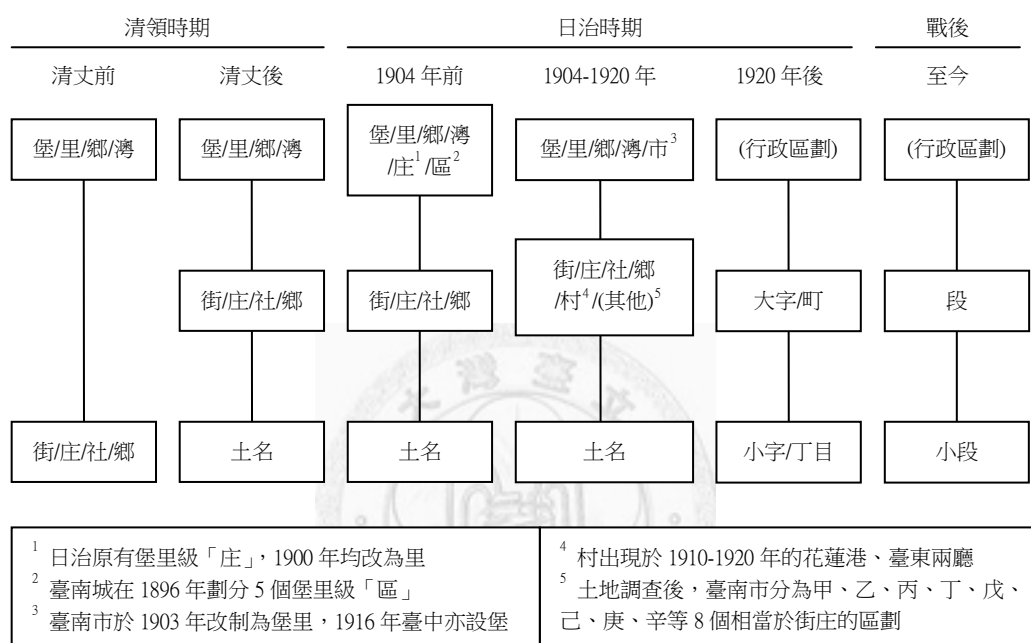 清領時期 日治時期 戰後
清丈前 清丈後 1904 年前 1904-1920 年 1920 年後 至今
堡/里/鄉/澳 堡/里/鄉/澳 堡/里/鄉/澳 堡/里/鄉/澳/市3 (行政區劃) (行政區劃)
/庄1 /區2
街/庄/社/鄉 街/庄/社/鄉 街/庄/社/鄉 大字/町 段
/村4 /(其他)5
街/庄/社/鄉 土名 土名 土名 小字/丁目 小段
1 日治原有堡里級「庄」，1900 年均改為里
2 臺南城在 1896 年劃分 5 個堡里級「區」
3 臺南市於 1903 年改制為堡里，1916 年臺中亦設堡
4 村出現於 1910-1920 年的花蓮港、臺東兩廳
5 土地調查後，臺南市分為甲、乙、丙、丁、戊、
己、庚、辛等 8 個相當於街庄的區劃